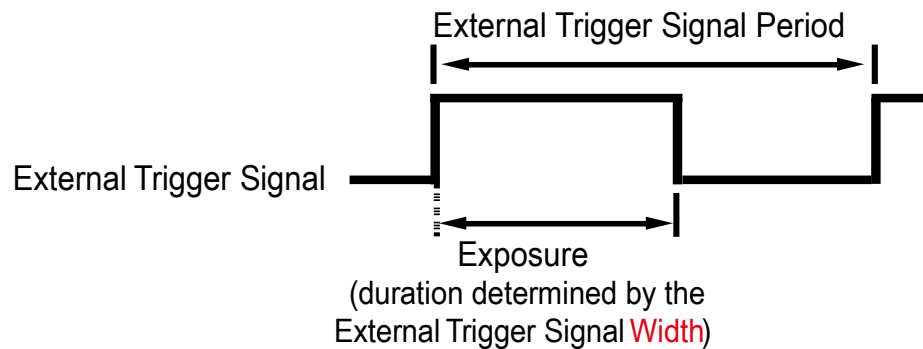 External Trigger Signal Period
External Trigger Signal
Exposure
(duration determined by the
External Trigger Signal Width)